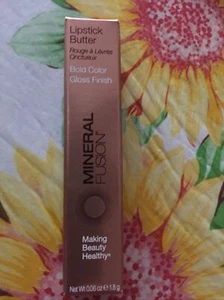 Lipstick
Butter
Rouge à Lèvres
Onctueux
Bold Color
Gloss Finish
MINERAL
FUSION®
Making
Beauty
Healthy®
Net Wt 0.06 oz ℮ 1.8 g